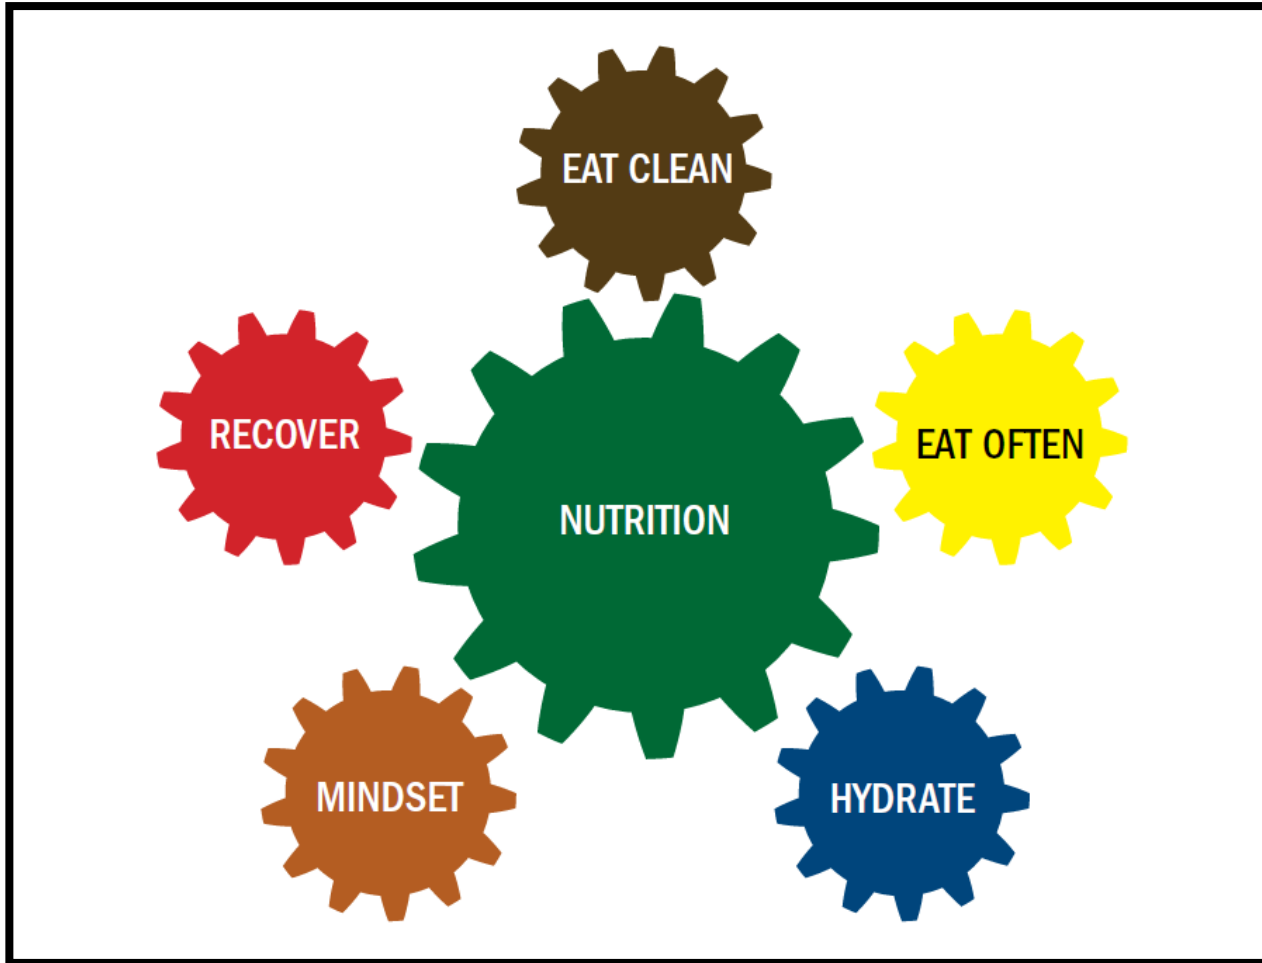 EAT CLEAN
RECOVER
EAT OFTEN
NUTRITION
MINDSET
HYDRATE